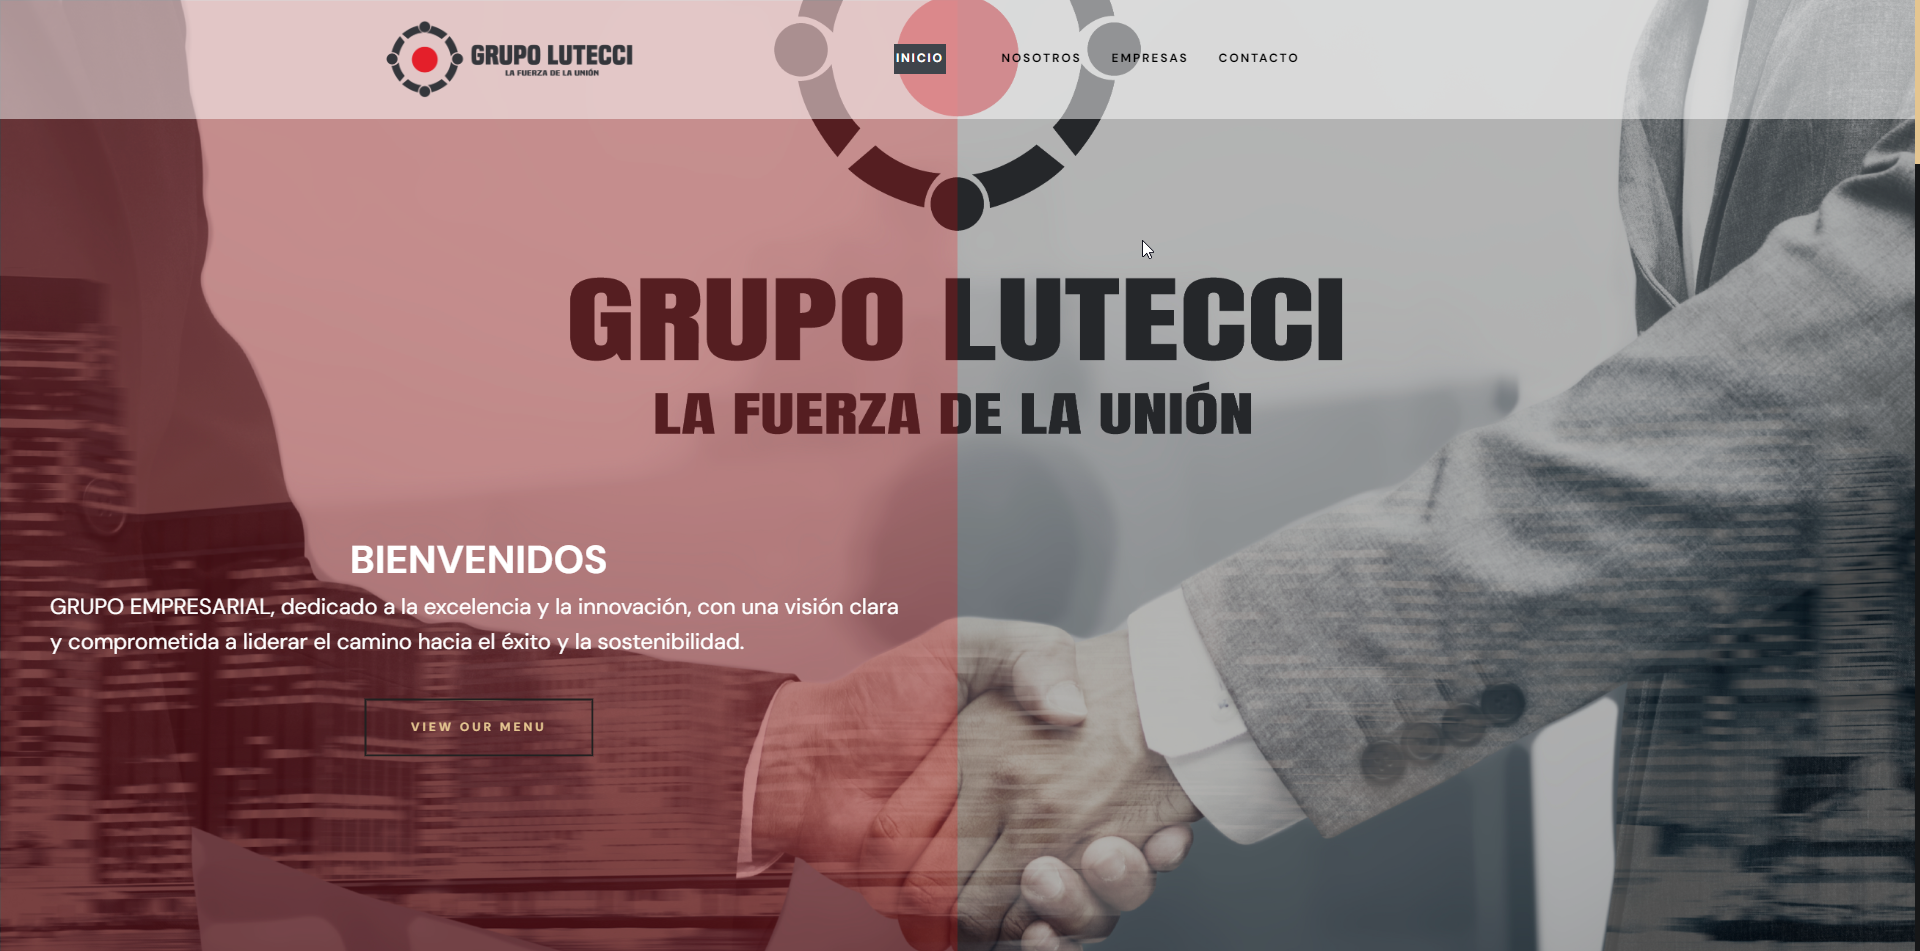 GRUPO LUTECCI
LA FUERZA DE LA UNIÓN
INICIO
NOSOTROS
EMPRESAS
CONTACTO
GRUPO LUTECCI
LA FUERZA DE LA UNIÓN
BIENVENIDOS
GRUPO EMPRESARIAL, dedicado a la excelencia y la innovación, con una visión clara
y comprometida a liderar el camino hacia el éxito y la sostenibilidad.
VIEW OUR MENU